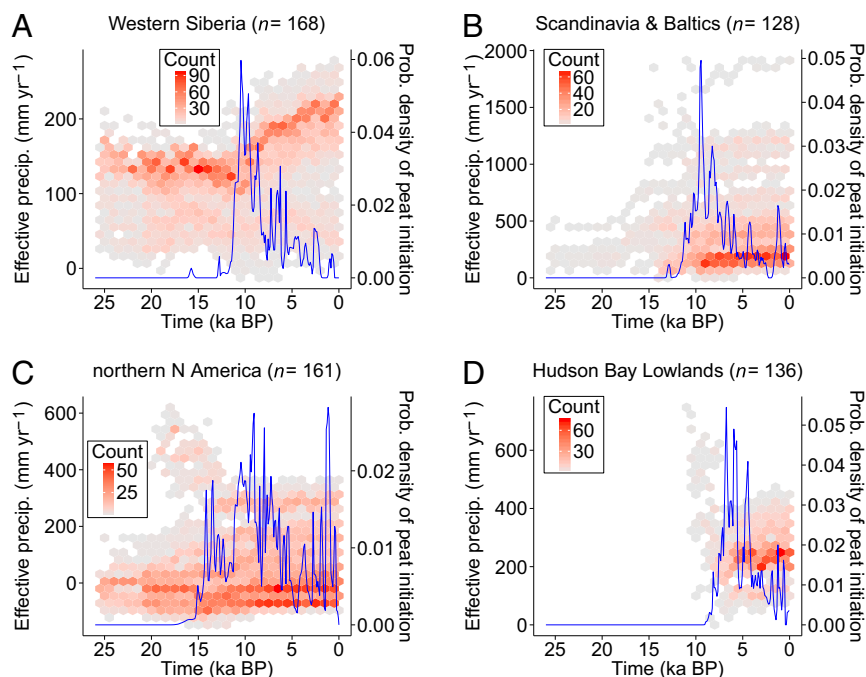 A
Western Siberia (n= 168)
Effective precip. (mm yr−1)
200
100
0
Count
90
60
30
0.06
0.04
0.02
0.00
Prob. density of peat initiation
25 20 15 10 5 0
Time (ka BP)
B
Scandinavia & Baltics (n= 128)
Effective precip. (mm yr−1)
2000
1500
1000
500
0
Count
60
40
20
0.05
0.04
0.03
0.02
0.01
0.00
Prob. density of peat initiation
25 20 15 10 5 0
Time (ka BP)
C
northern N America (n= 161)
Effective precip. (mm yr−1)
600
400
200
0
Count
50
25
0.02
0.01
0.00
Prob. density of peat initiation
25 20 15 10 5 0
Time (ka BP)
D
Hudson Bay Lowlands (n= 136)
Effective precip. (mm yr−1)
600
400
200
0
Count
60
30
0.05
0.04
0.03
0.02
0.01
0.00
Prob. density of peat initiation
25 20 15 10 5 0
Time (ka BP)